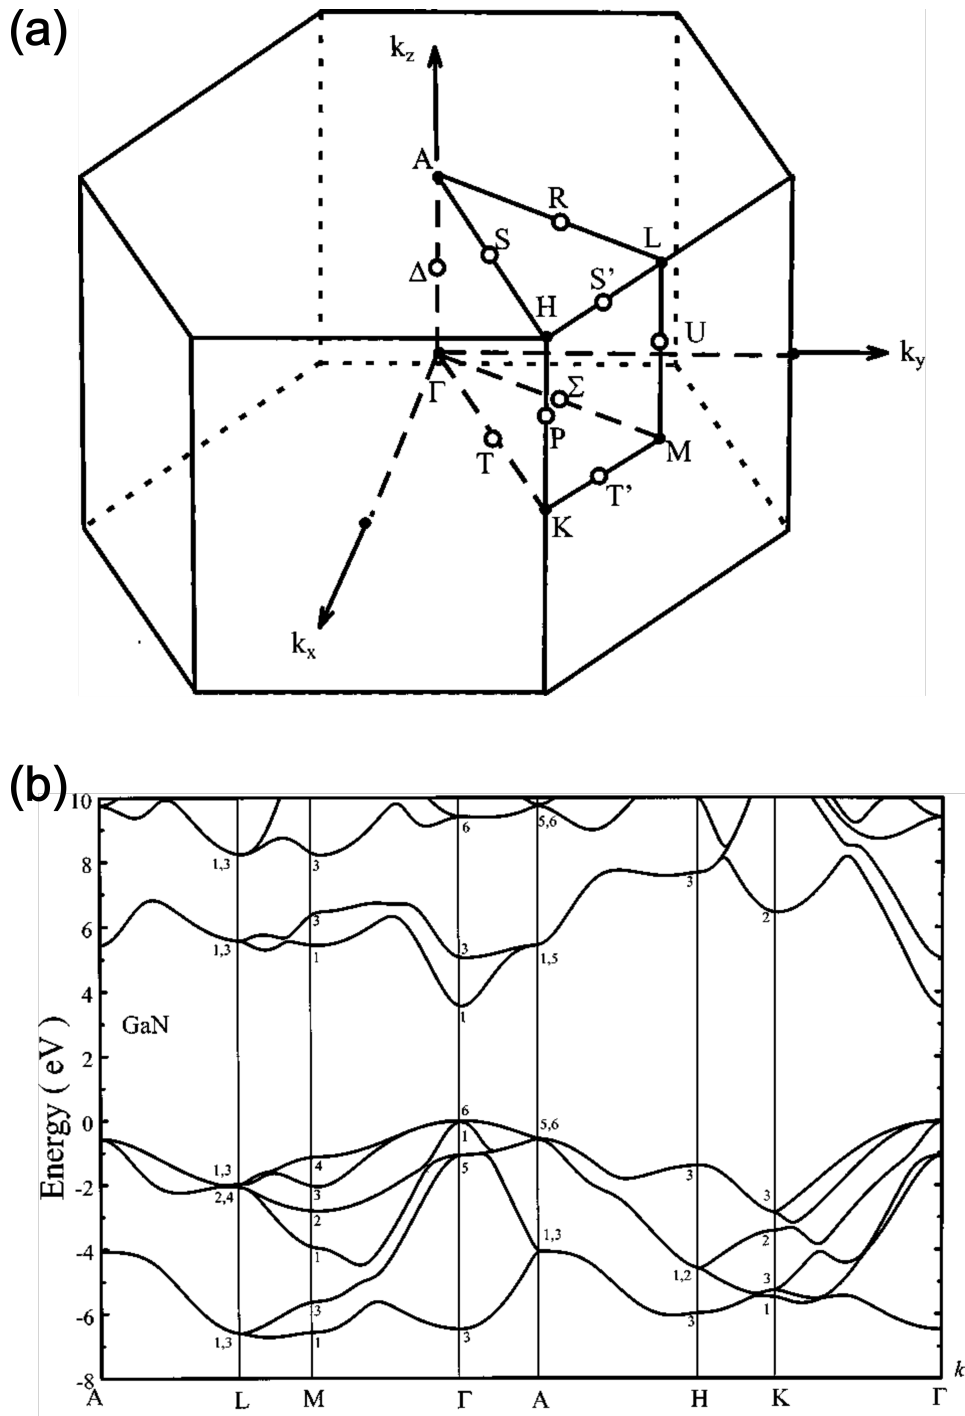 (a)
k_z
A
R
S
L
Δ
S’
H
U
k_y
Γ
Σ
P
T
M
T’
K
k_x
(b)
10
8
6
4
2
0
-2
-4
-6
-8
Energy ( eV )
GaN
1,3
3
6
5,6
1,3
3
1
3
1
1,5
3
2
1,3
2,4
4
3
2
1
6
1
5
5,6
3
3
2
1,3
3
1
3
1,3
1,2
3
3
1
A
L
M
Γ
A
H
K
Γ
k